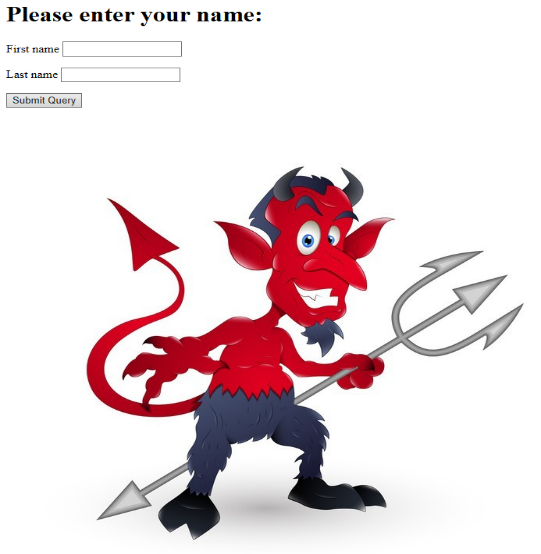 Please enter your name:
First name
Last name
Submit Query